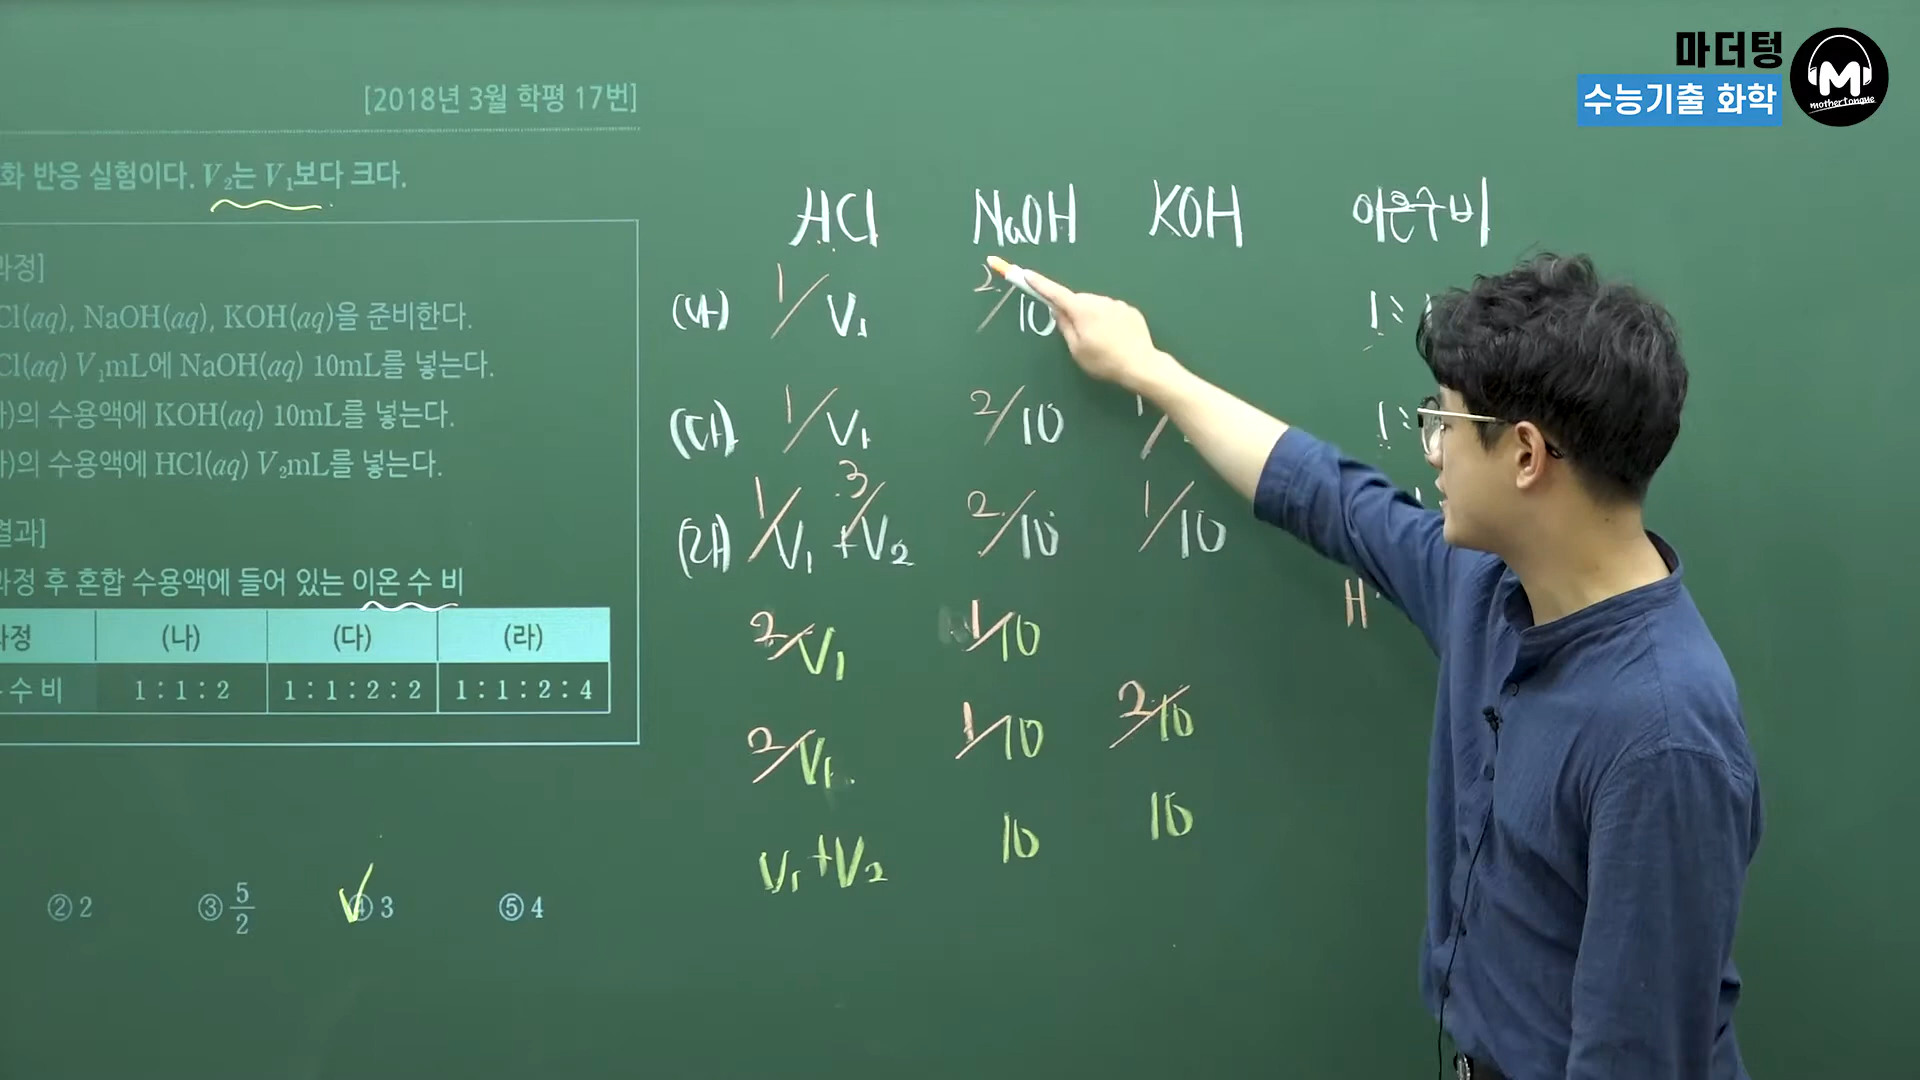 마더텅
수능기출 화학
M
mothertongue
[2018년 3월 학평 17번]
화 반응 실험이다. V₂는 V₁보다 크다.
과정]
Cl(aq), NaOH(aq), KOH(aq)을 준비한다.
Cl(aq) V₁mL에 NaOH(aq) 10mL를 넣는다.
)의 수용액에 KOH(aq) 10mL를 넣는다.
)의 수용액에 HCl(aq) V₂mL를 넣는다.
결과]
과정 후 혼합 수용액에 들어 있는 이온 수 비
과정 (나) (다) (라)
수 비 1 : 1 : 2 1 : 1 : 2 : 2 1 : 1 : 2 : 4
② 2 ③ 5/2 ④ 3 ⑤ 4
HCl NaOH KOH 이온수비
(나) 1/V₁ 2/10 1 :
(다) 1/V₁ 2/10 1/ 1 :
(라) 1/V₁ + 3/V₂ 2/10 1/10
H
2/V₁ 1/10
2/V₁ 1/10 2/10
V₁+V₂ 10 10